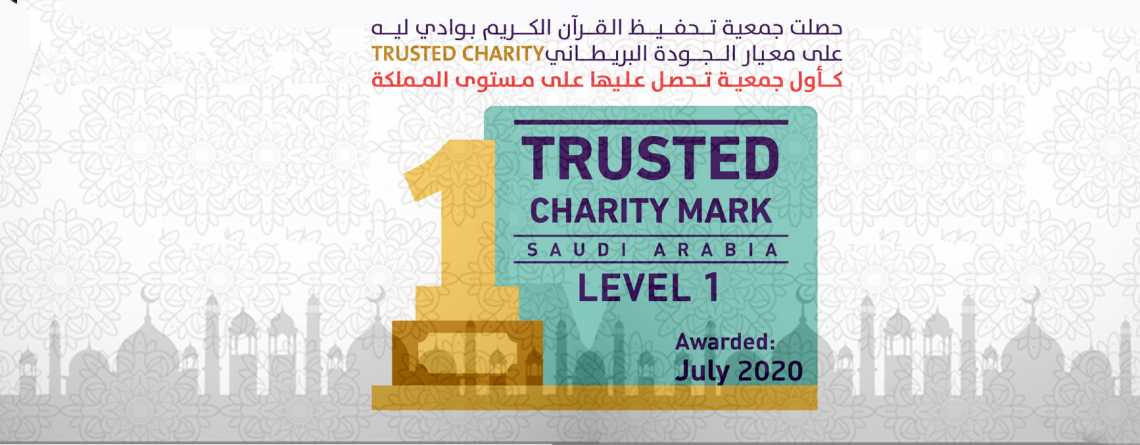 حصلت جمعية تحفيظ القرآن الكريم بوادي ليه
على معيار الجودة البريطاني TRUSTED CHARITY
كأول جمعية تحصل عليها على مستوى المملكة
1
TRUSTED
CHARITY MARK
SAUDI ARABIA
LEVEL 1
Awarded:
July 2020